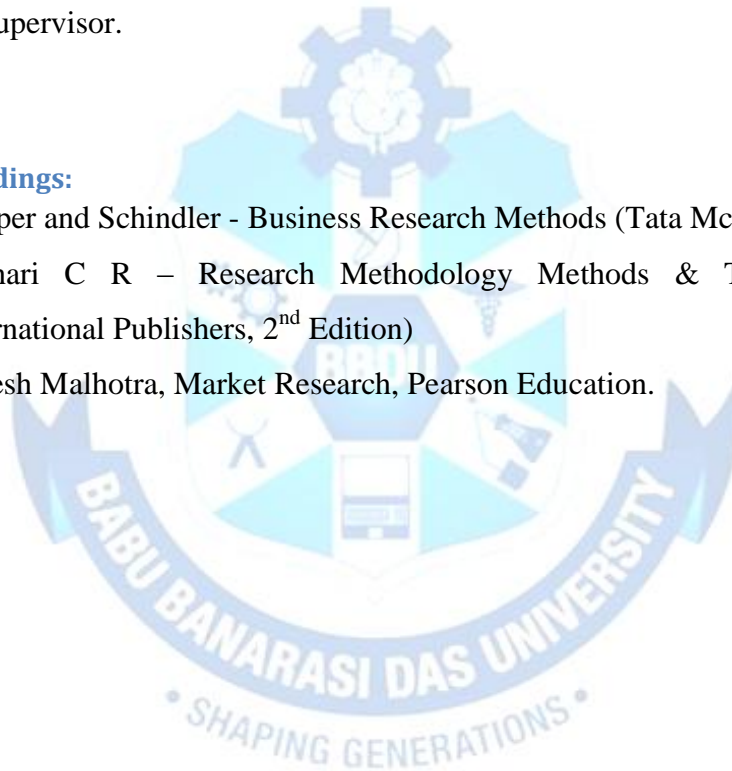 upervisor.
dings:
per and Schindler - Business Research Methods (Tata Mc
hari C R – Research Methodology Methods & T
rnational Publishers, 2nd Edition)
esh Malhotra, Market Research, Pearson Education.
BBDU
BABU BANARASI DAS UNIVERSITY
• SHAPING GENERATIONS •